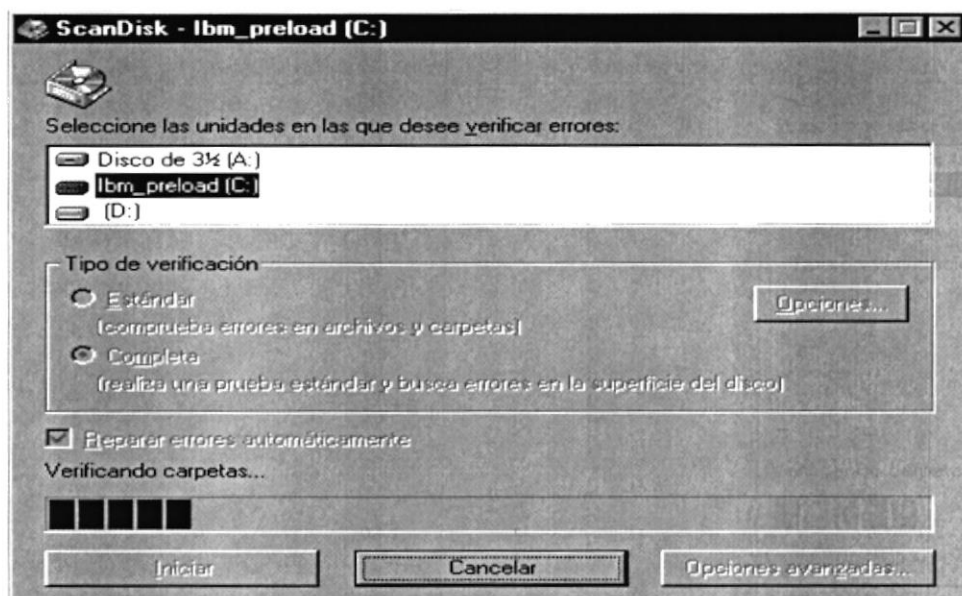 ScanDisk - Ibm_preload (C:)
Seleccione las unidades en las que desee verificar errores:
Disco de 3½ (A:)
Ibm_preload (C:)
(D:)
Tipo de verificación
Estándar
Opciones...
(comprueba errores en archivos y carpetas)
Completa
(realiza una prueba estándar y busca errores en la superficie del disco)
Reparar errores automáticamente
Verificando carpetas...
Iniciar
Cancelar
Opciones avanzadas...